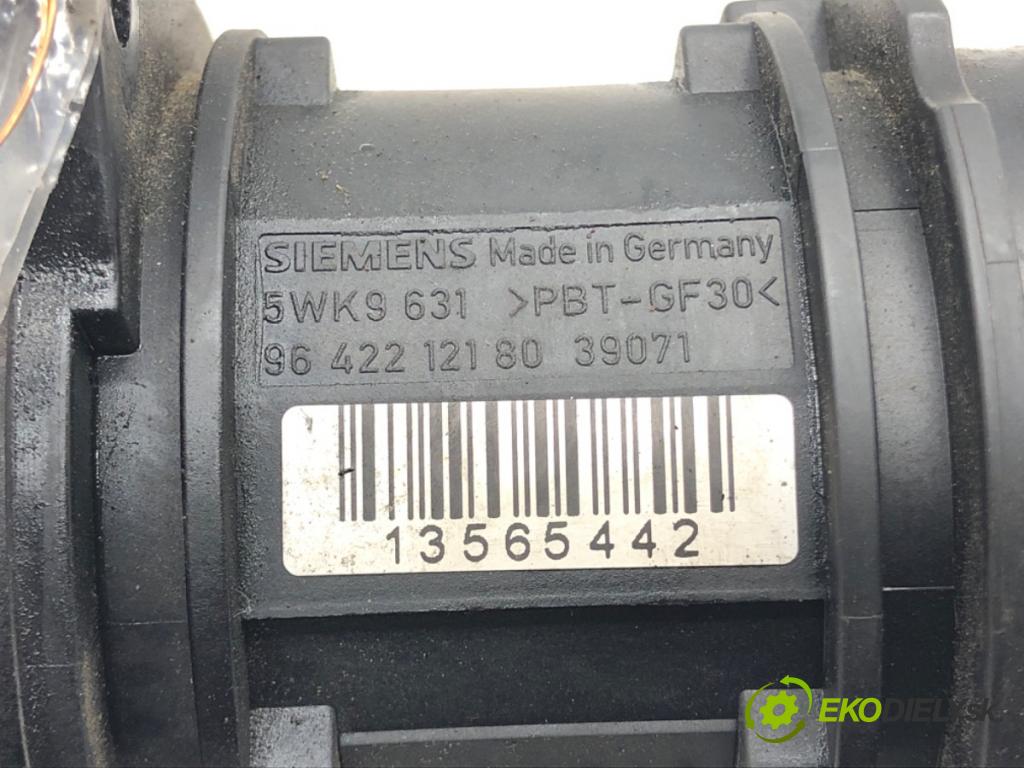 SIEMENS Made in Germany
5WK9 631 >PBT-GF30<
96 422 121 80 39071
13565442
EKODIELY.SK